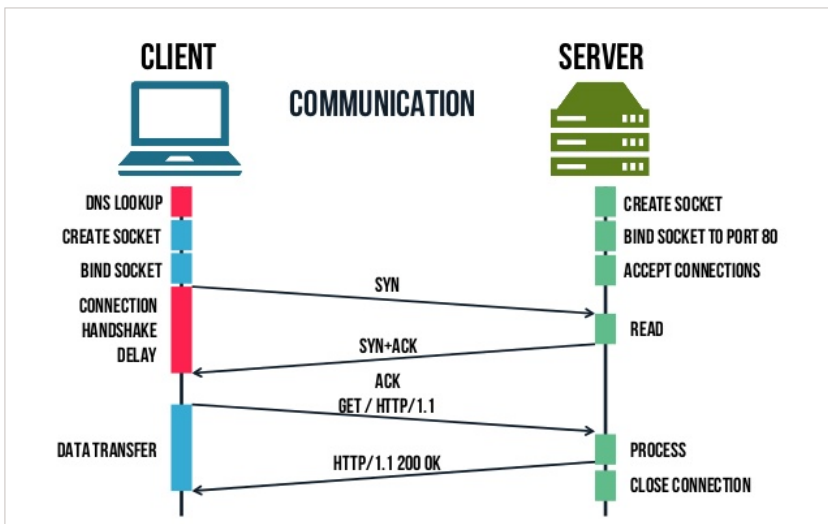 CLIENT
SERVER
COMMUNICATION
DNS LOOKUP
CREATE SOCKET
CREATE SOCKET
BIND SOCKET TO PORT 80
BIND SOCKET
ACCEPT CONNECTIONS
SYN
CONNECTION
HANDSHAKE
DELAY
READ
SYN+ACK
ACK
GET / HTTP/1.1
DATA TRANSFER
PROCESS
HTTP/1.1 200 OK
CLOSE CONNECTION